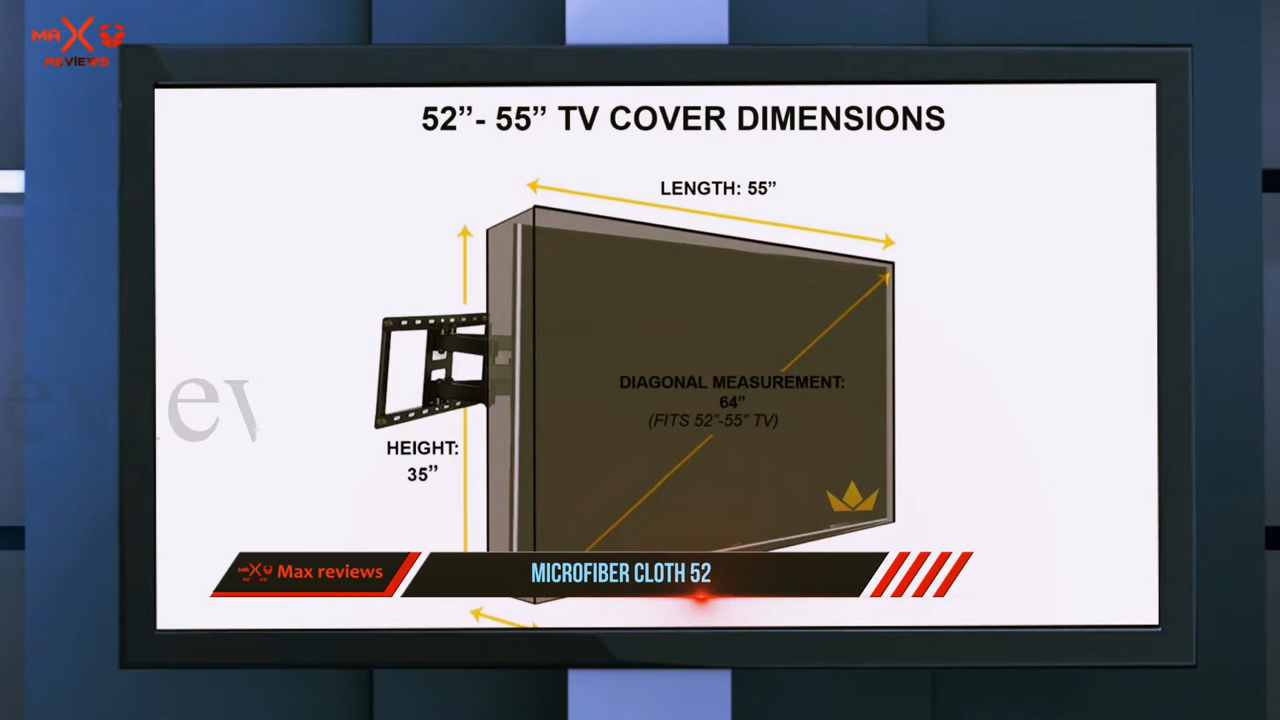 MAX
REVIEWS
52”- 55” TV COVER DIMENSIONS
LENGTH: 55”
DIAGONAL MEASUREMENT:
64”
(FITS 52”-55” TV)
HEIGHT:
35”
Max reviews
MICROFIBER CLOTH 52